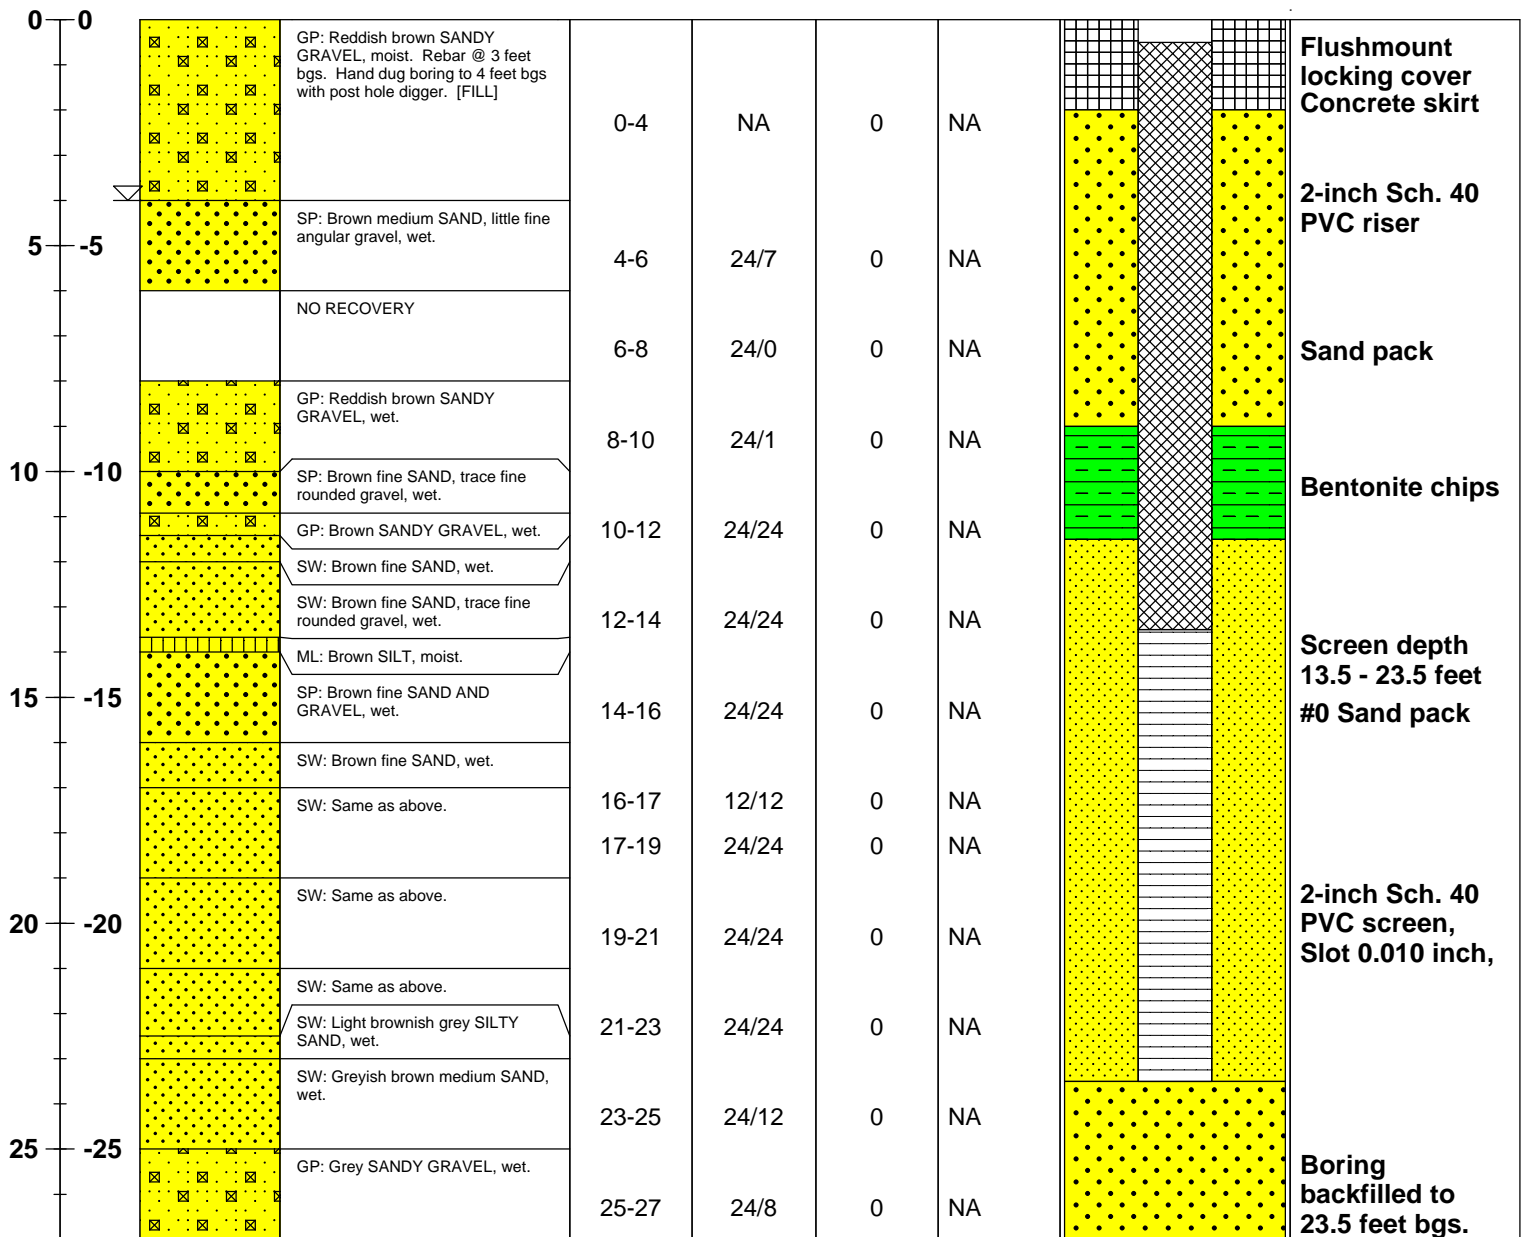 0 0
GP: Reddish brown SANDY
GRAVEL, moist. Rebar @ 3 feet
bgs. Hand dug boring to 4 feet bgs
with post hole digger. [FILL]
0-4 NA 0 NA
Flushmount
locking cover
Concrete skirt
2-inch Sch. 40
PVC riser
SP: Brown medium SAND, little fine
angular gravel, wet.
5 -5
4-6 24/7 0 NA
NO RECOVERY
6-8 24/0 0 NA
Sand pack
GP: Reddish brown SANDY
GRAVEL, wet.
8-10 24/1 0 NA
10 -10
SP: Brown fine SAND, trace fine
rounded gravel, wet.
Bentonite chips
GP: Brown SANDY GRAVEL, wet.
10-12 24/24 0 NA
SW: Brown fine SAND, wet.
SW: Brown fine SAND, trace fine
rounded gravel, wet.
12-14 24/24 0 NA
ML: Brown SILT, moist.
Screen depth
13.5 - 23.5 feet
SP: Brown fine SAND AND
GRAVEL, wet.
15 -15
14-16 24/24 0 NA
#0 Sand pack
SW: Brown fine SAND, wet.
SW: Same as above.
16-17 12/12 0 NA
17-19 24/24 0 NA
SW: Same as above.
20 -20
19-21 24/24 0 NA
2-inch Sch. 40
PVC screen,
Slot 0.010 inch,
SW: Same as above.
SW: Light brownish grey SILTY
SAND, wet.
21-23 24/24 0 NA
SW: Greyish brown medium SAND,
wet.
23-25 24/12 0 NA
25 -25
GP: Grey SANDY GRAVEL, wet.
25-27 24/8 0 NA
Boring
backfilled to
23.5 feet bgs.